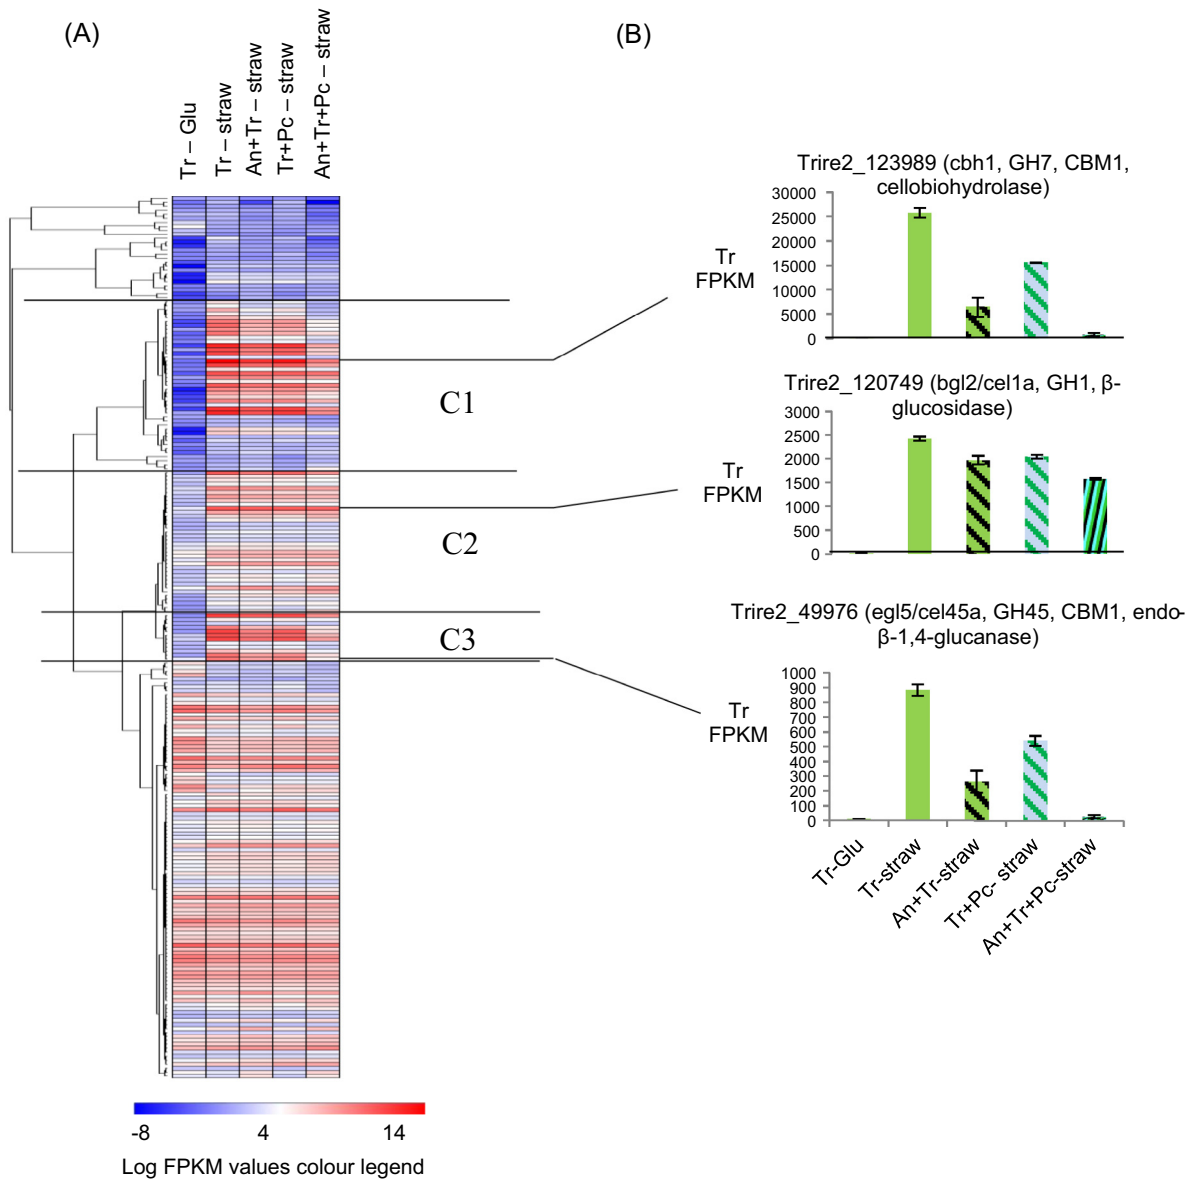 (A)
(B)
Tr – Glu
Tr – straw
An+Tr – straw
Tr+Pc – straw
An+Tr+Pc – straw
C1
C2
C3
-8
4
14
Log FPKM values colour legend
Trire2_123989 (cbh1, GH7, CBM1,
cellobiohydrolase)
Tr
FPKM
30000
25000
20000
15000
10000
5000
0
Trire2_120749 (bgl2/cel1a, GH1, β-
glucosidase)
Tr
FPKM
3000
2500
2000
1500
1000
500
0
Trire2_49976 (egl5/cel45a, GH45, CBM1, endo-
β-1,4-glucanase)
Tr
FPKM
1000
900
800
700
600
500
400
300
200
100
0
Tr-Glu
Tr-straw
An+Tr-straw
Tr+Pc- straw
An+Tr+Pc-straw